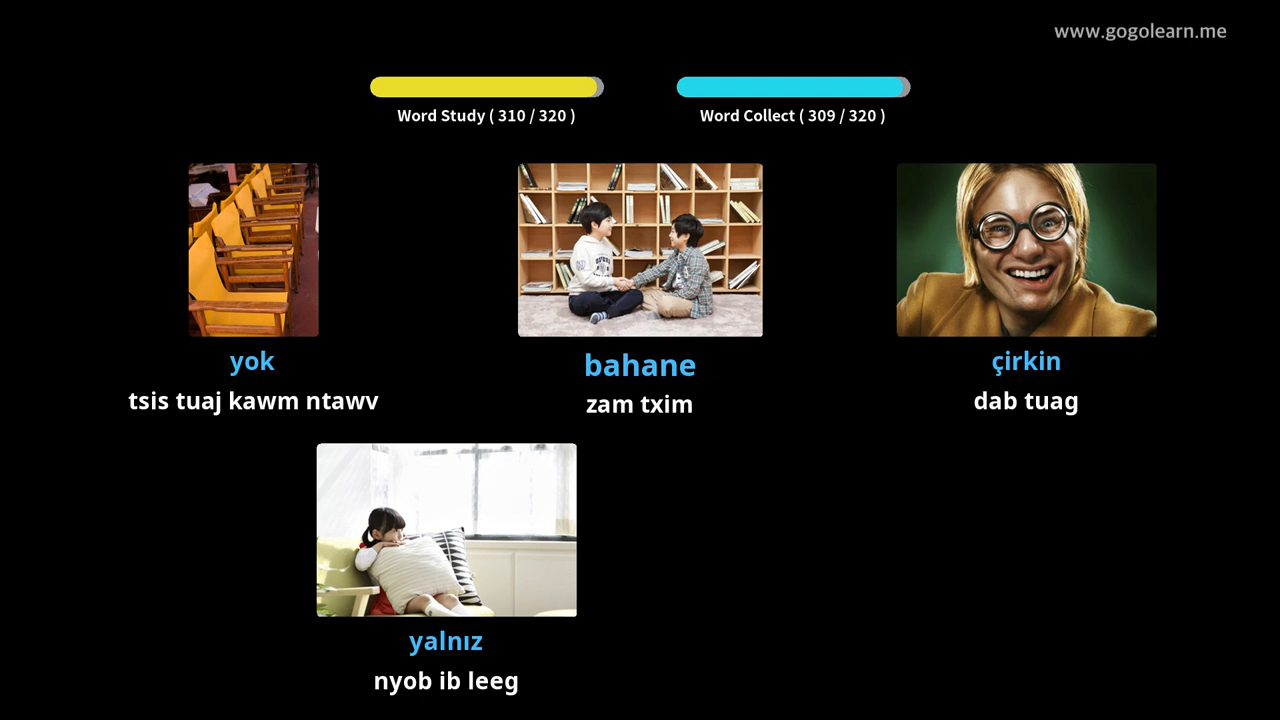 www.gogolearn.me
Word Study ( 310 / 320 )
Word Collect ( 309 / 320 )
yok
tsis tuaj kawm ntawv
bahane
zam txim
çirkin
dab tuag
yalnız
nyob ib leeg